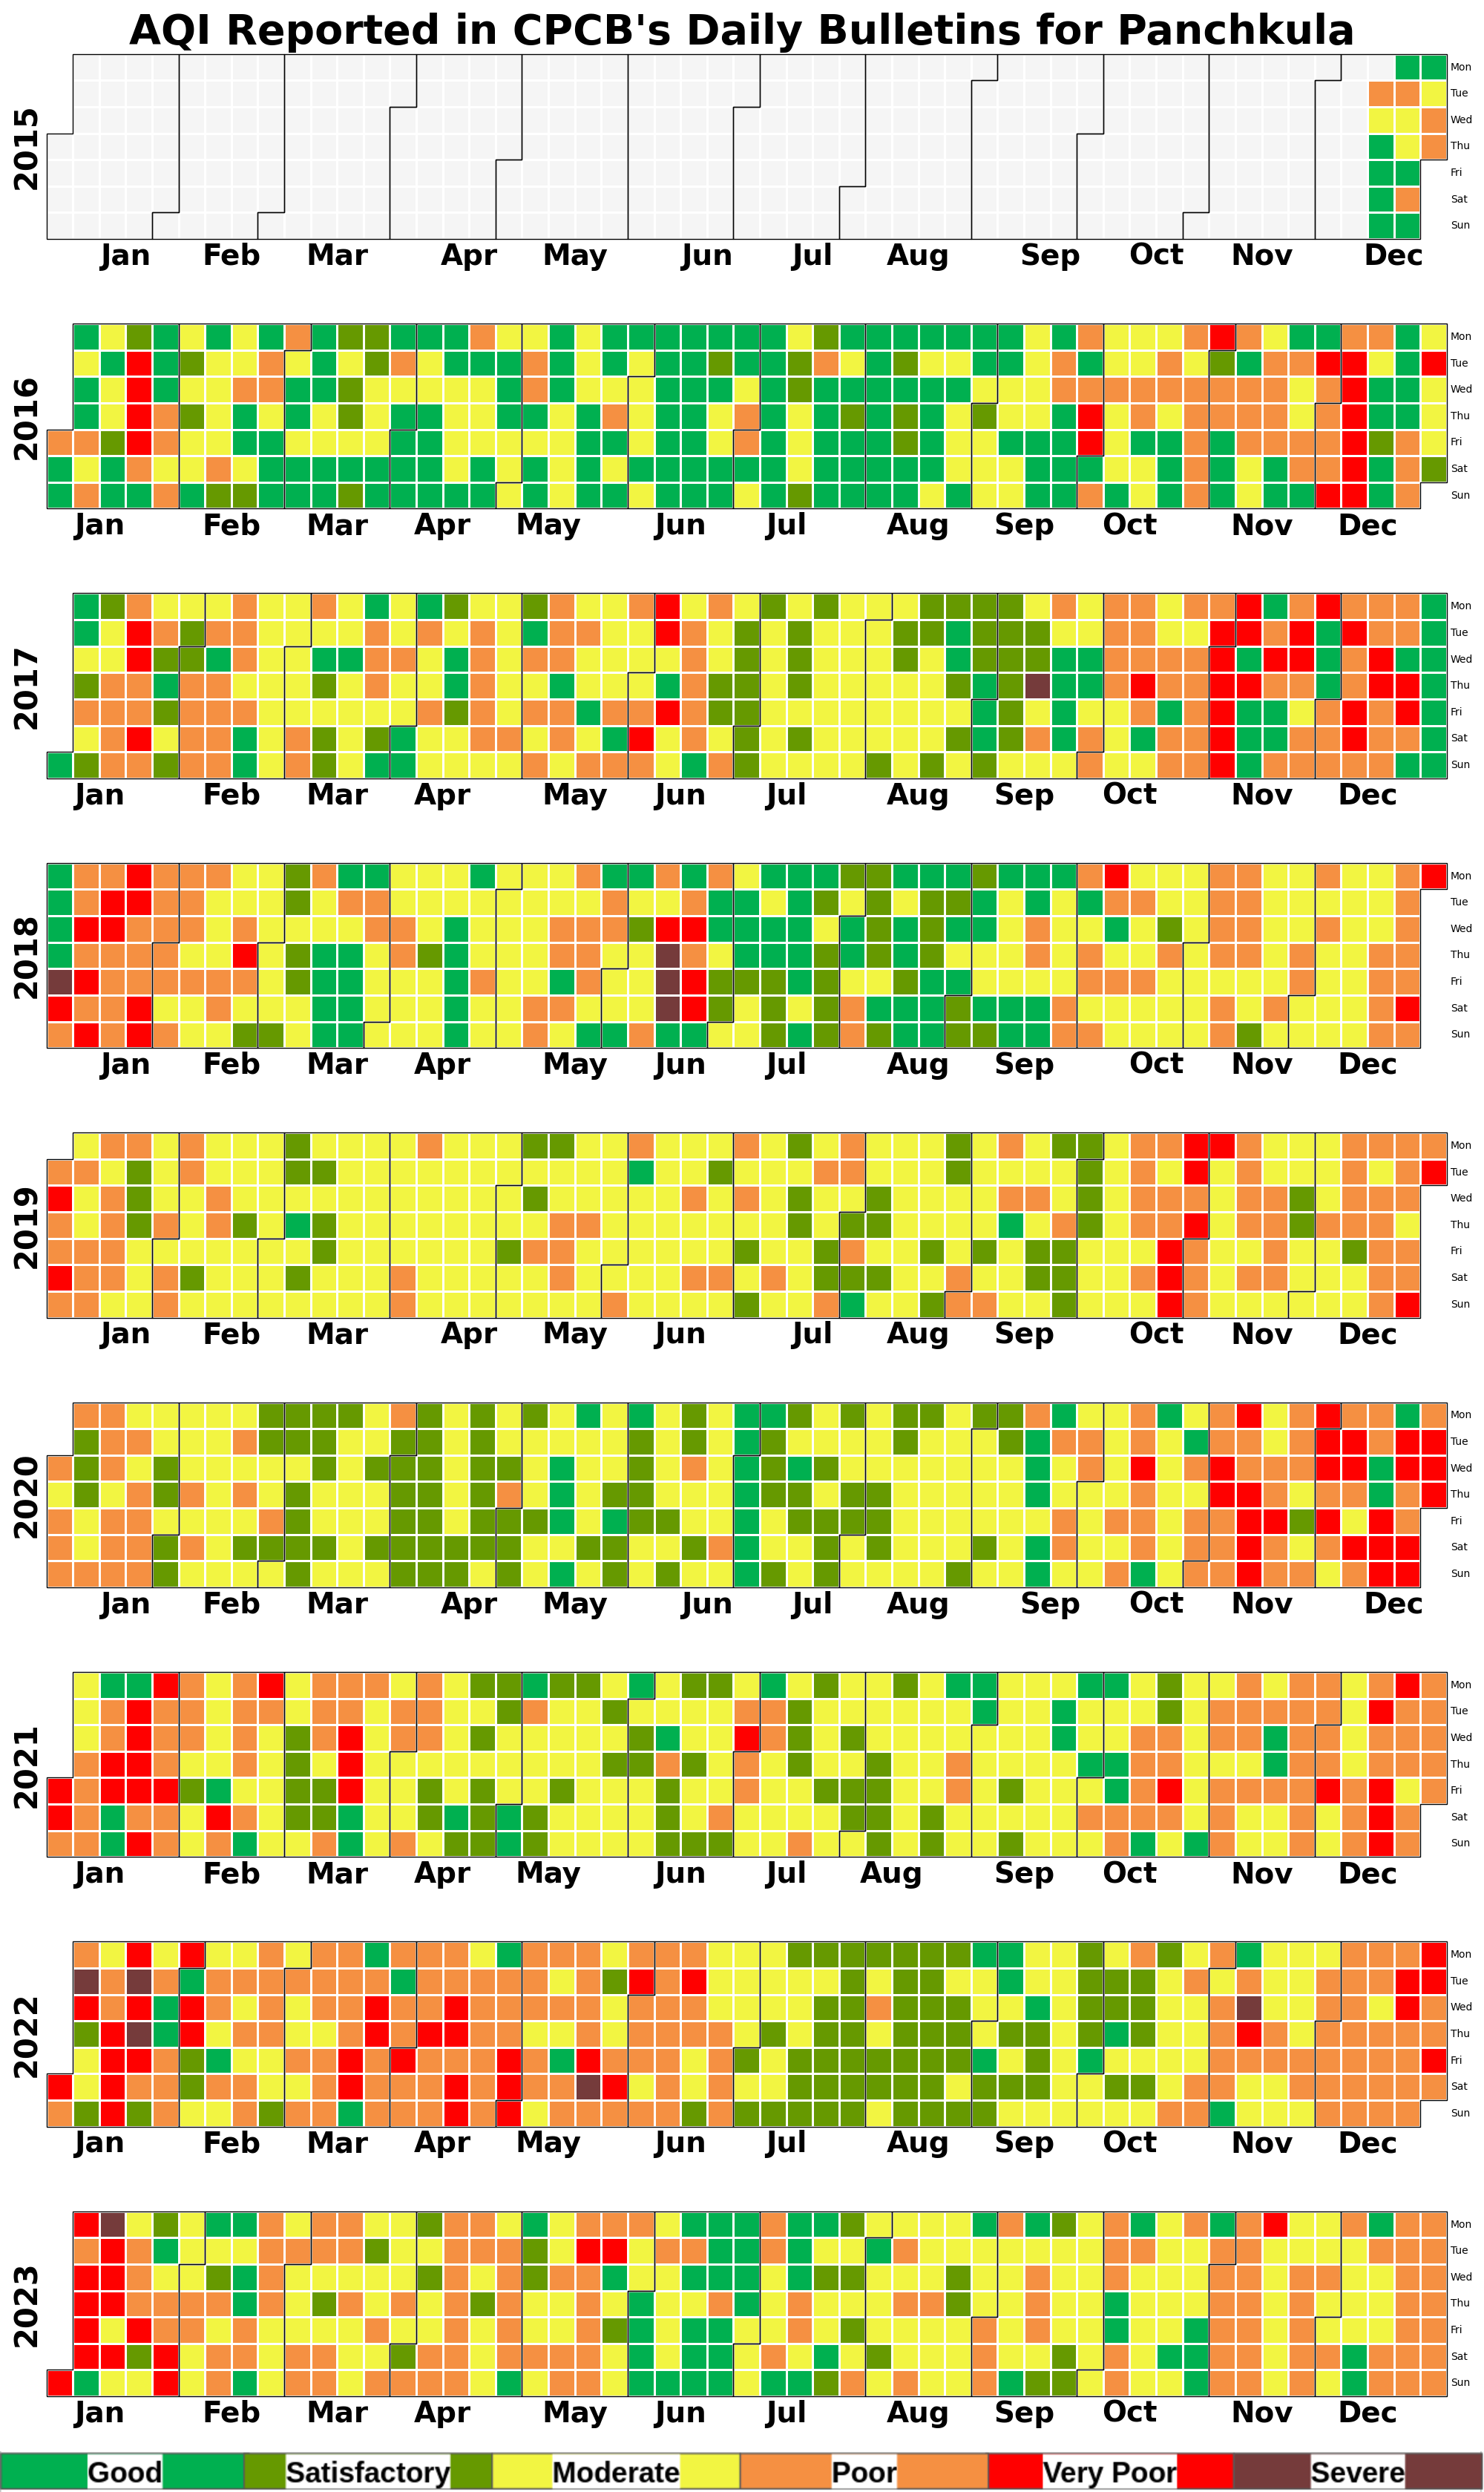 AQI Reported in CPCB's Daily Bulletins for Panchkula
2015
Mon
Tue
Wed
Thu
Fri
Sat
Sun
Jan Feb Mar Apr May Jun Jul Aug Sep Oct Nov Dec
2016
Mon
Tue
Wed
Thu
Fri
Sat
Sun
Jan Feb Mar Apr May Jun Jul Aug Sep Oct Nov Dec
2017
Mon
Tue
Wed
Thu
Fri
Sat
Sun
Jan Feb Mar Apr May Jun Jul Aug Sep Oct Nov Dec
2018
Mon
Tue
Wed
Thu
Fri
Sat
Sun
Jan Feb Mar Apr May Jun Jul Aug Sep Oct Nov Dec
2019
Mon
Tue
Wed
Thu
Fri
Sat
Sun
Jan Feb Mar Apr May Jun Jul Aug Sep Oct Nov Dec
2020
Mon
Tue
Wed
Thu
Fri
Sat
Sun
Jan Feb Mar Apr May Jun Jul Aug Sep Oct Nov Dec
2021
Mon
Tue
Wed
Thu
Fri
Sat
Sun
Jan Feb Mar Apr May Jun Jul Aug Sep Oct Nov Dec
2022
Mon
Tue
Wed
Thu
Fri
Sat
Sun
Jan Feb Mar Apr May Jun Jul Aug Sep Oct Nov Dec
2023
Mon
Tue
Wed
Thu
Fri
Sat
Sun
Jan Feb Mar Apr May Jun Jul Aug Sep Oct Nov Dec
Good Satisfactory Moderate Poor Very Poor Severe